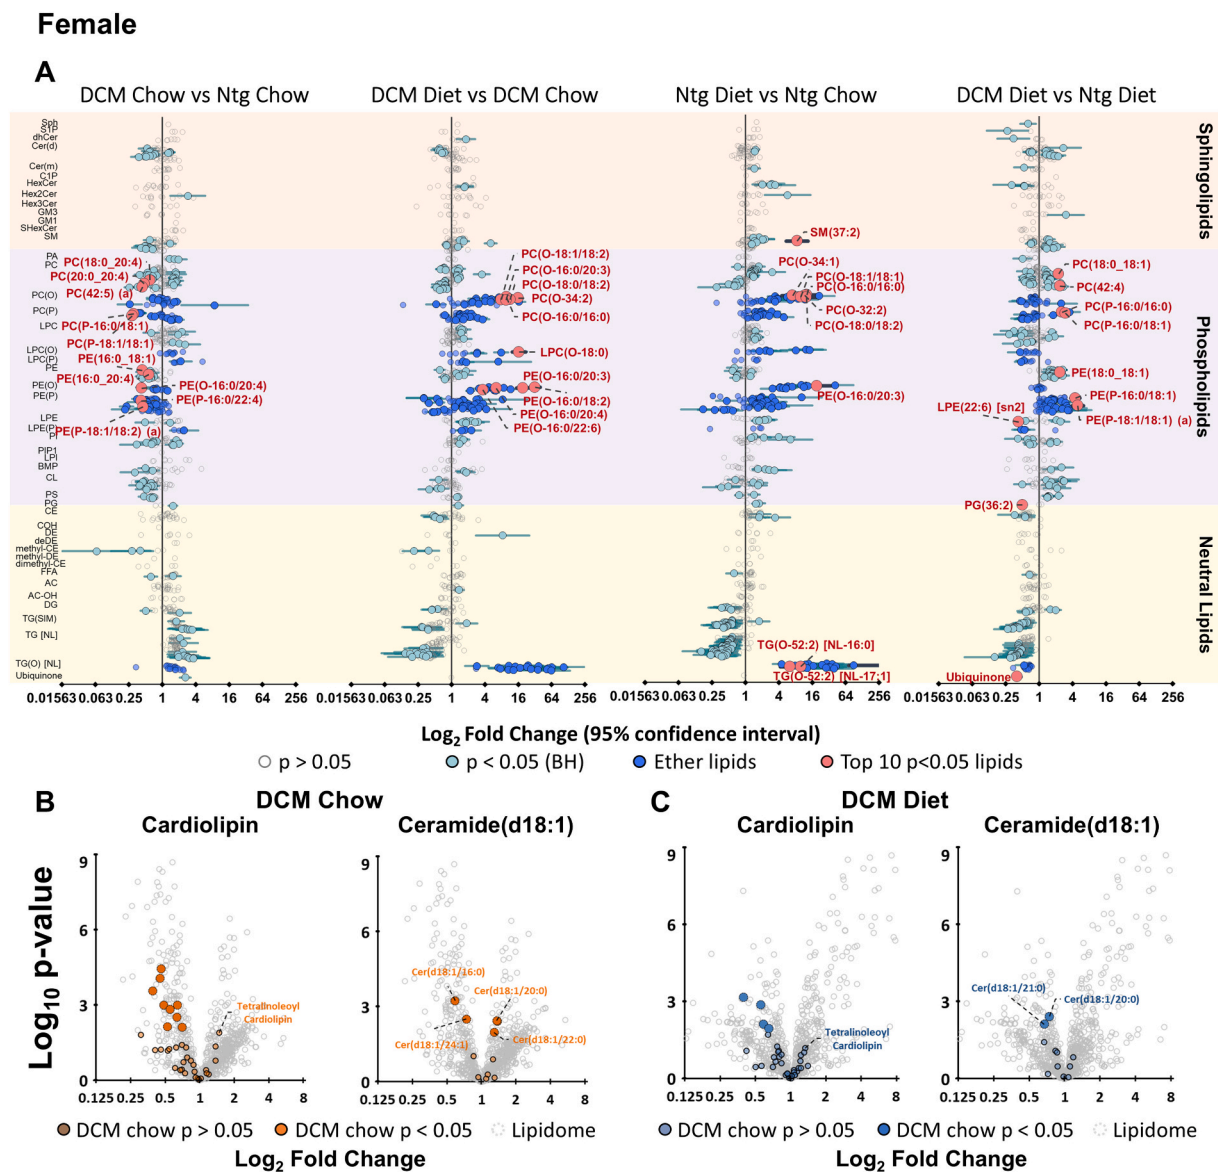 Female
A
DCM Chow vs Ntg Chow
DCM Diet vs DCM Chow
Ntg Diet vs Ntg Chow
DCM Diet vs Ntg Diet
Sph
S1P
dhCer
Cer(d)
Cer(m)
C1P
HexCer
Hex2Cer
Hex3Cer
GM3
GM1
SHexCer
SM
PA
PC
PC(O)
PC(P)
LPC
LPC(O)
LPC(P)
PE
PE(O)
PE(P)
LPE
LPE(P)
PI
PIP1
LPI
BMP
CL
PS
PG
CE
COH
DE
deDE
methyl-CE
methyl-DE
dimethyl-CE
FFA
AC
AC-OH
DG
TG(SIM)
TG [NL]
TG(O) [NL]
Ubiquinone
PC(18:0_20:4)
PC(20:0_20:4)
PC(42:5) (a)
PC(P-16:0/18:1)
PC(P-18:1/18:1)
PE(16:0_18:1)
PE(16:0_20:4)
PE(O-16:0/20:4)
PE(P-16:0/22:4)
PE(P-18:1/18:2) (a)
PC(O-18:1/18:2)
PC(O-16:0/20:3)
PC(O-18:0/18:2)
PC(O-34:2)
PC(O-16:0/16:0)
LPC(O-18:0)
PE(O-16:0/20:3)
PE(O-16:0/18:2)
PE(O-16:0/20:4)
PE(O-16:0/22:6)
SM(37:2)
PC(O-34:1)
PC(O-18:1/18:1)
PC(O-16:0/16:0)
PC(O-32:2)
PC(O-18:0/18:2)
PE(O-16:0/20:3)
TG(O-52:2) [NL-16:0]
TG(O-52:2) [NL-17:1]
PC(18:0_18:1)
PC(42:4)
PC(P-16:0/16:0)
PC(P-16:0/18:1)
PE(18:0_18:1)
PE(P-16:0/18:1)
LPE(22:6) [sn2]
PE(P-18:1/18:1) (a)
PG(36:2)
Ubiquinone
Sphingolipids
Phospholipids
Neutral Lipids
0.01563 0.063 0.25 1 4 16 64 256
0.01563 0.063 0.25 1 4 16 64 256
0.01563 0.063 0.25 1 4 16 64 256
0.01563 0.063 0.25 1 4 16 64 256
Log2 Fold Change (95% confidence interval)
p > 0.05
p < 0.05 (BH)
Ether lipids
Top 10 p<0.05 lipids
B
DCM Chow
Cardiolipin
Ceramide(d18:1)
Log10 p-value
9
6
3
0
0.125 0.25 0.5 1 2 4 8
Tetralinoleoyl
Cardiolipin
9
6
3
0
0.125 0.25 0.5 1 2 4 8
Cer(d18:1/16:0)
Cer(d18:1/20:0)
Cer(d18:1/24:1)
Cer(d18:1/22:0)
DCM chow p > 0.05
DCM chow p < 0.05
Lipidome
Log2 Fold Change
C
DCM Diet
Cardiolipin
Ceramide(d18:1)
9
6
3
0
0.125 0.25 0.5 1 2 4 8
Tetralinoleoyl
Cardiolipin
9
6
3
0
0.125 0.25 0.5 1 2 4 8
Cer(d18:1/21:0)
Cer(d18:1/20:0)
DCM chow p > 0.05
DCM chow p < 0.05
Lipidome
Log2 Fold Change